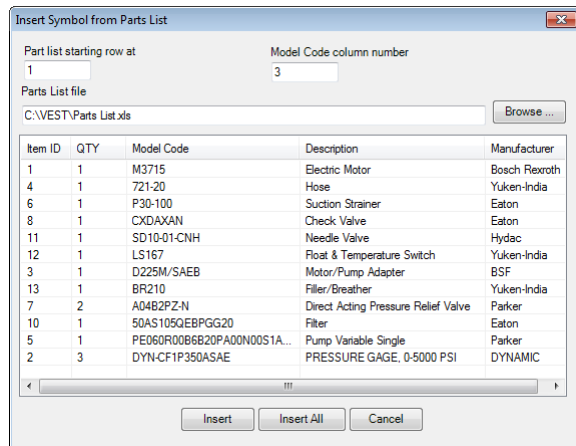 Insert Symbol from Parts List
Part list starting row at Model Code column number
1 3
Parts List file
C:\VEST\Parts List.xls Browse ...
Item ID QTY Model Code Description Manufacturer
1 1 M3715 Electric Motor Bosch Rexroth
4 1 721-20 Hose Yuken-India
6 1 P30-100 Suction Strainer Eaton
8 1 CXDAXAN Check Valve Eaton
11 1 SD10-01-CNH Needle Valve Hydac
12 1 LS167 Float & Temperature Switch Yuken-India
3 1 D225M/SAEB Motor/Pump Adapter BSF
13 1 BR210 Filler/Breather Yuken-India
7 2 A04B2PZ-N Direct Acting Pressure Relief Valve Parker
10 1 50AS105QEBPGG20 Filter Eaton
5 1 PE060R00B6B20PA00N00S1A... Pump Variable Single Parker
2 3 DYN-CF1P350ASAE PRESSURE GAGE, 0-5000 PSI DYNAMIC
Insert Insert All Cancel